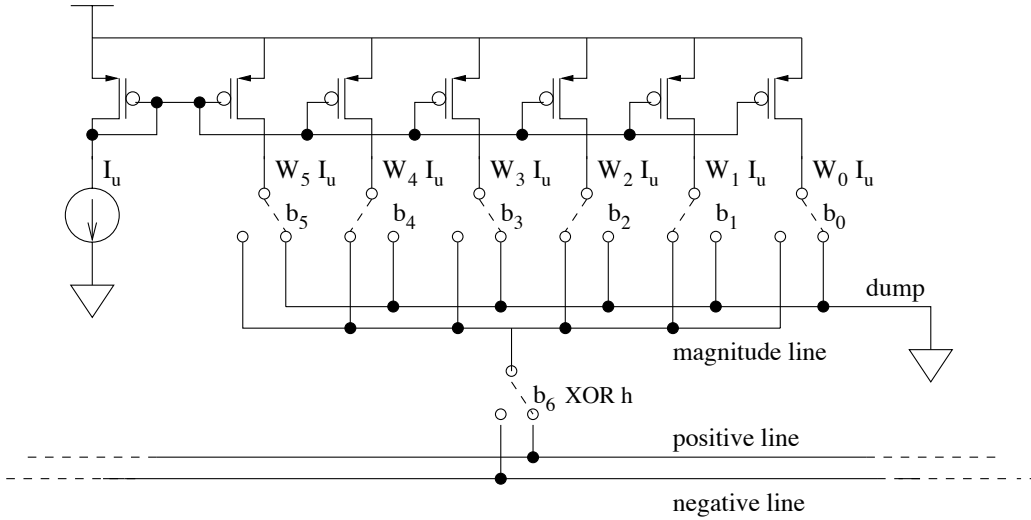 I_u W_5 I_u W_4 I_u W_3 I_u W_2 I_u W_1 I_u W_0 I_u
b_5 b_4 b_3 b_2 b_1 b_0
dump
magnitude line
b_6 XOR h
positive line
negative line